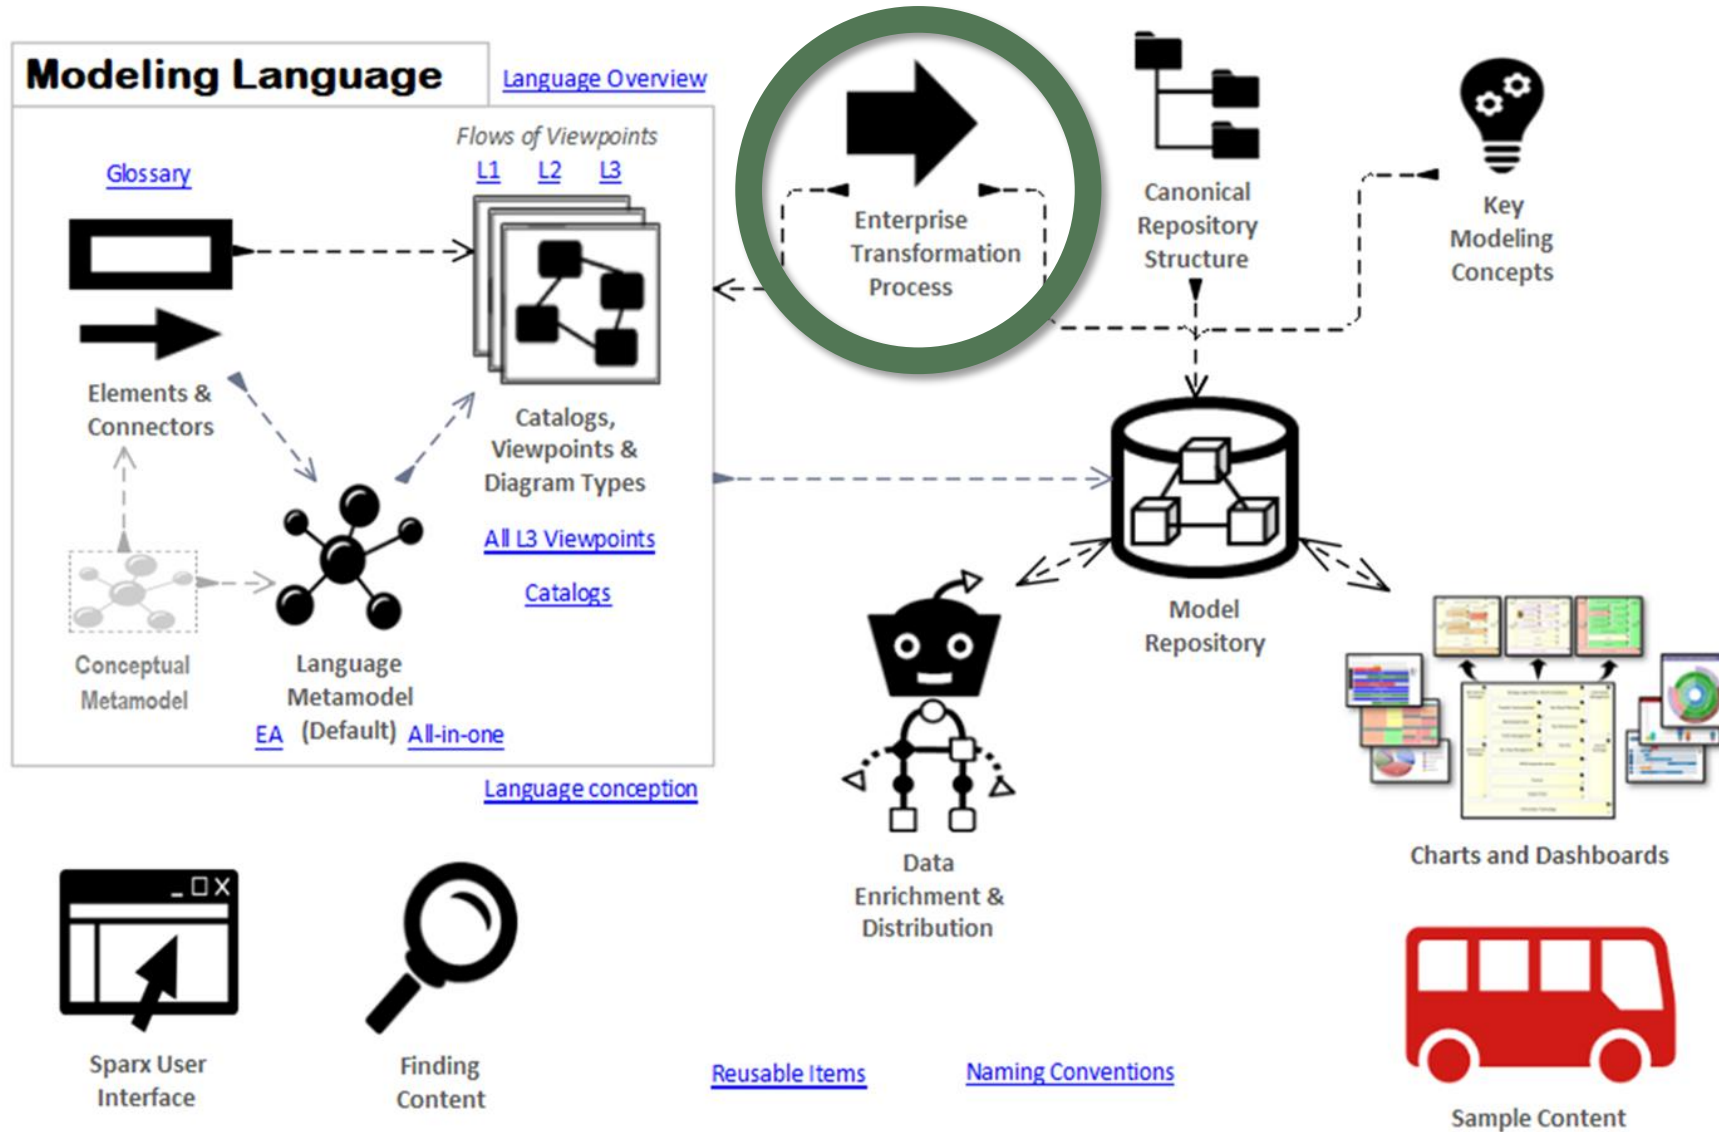 Modeling Language
Language Overview
Flows of Viewpoints
L1 L2 L3
Glossary
Elements &
Connectors
Catalogs,
Viewpoints &
Diagram Types
All L3 Viewpoints
Catalogs
Conceptual
Metamodel
Language
Metamodel
EA (Default) All-in-one
Language conception
Enterprise
Transformation
Process
Canonical
Repository
Structure
Key
Modeling
Concepts
Model
Repository
Data
Enrichment &
Distribution
Charts and Dashboards
Sparx User
Interface
Finding
Content
Reusable Items
Naming Conventions
Sample Content